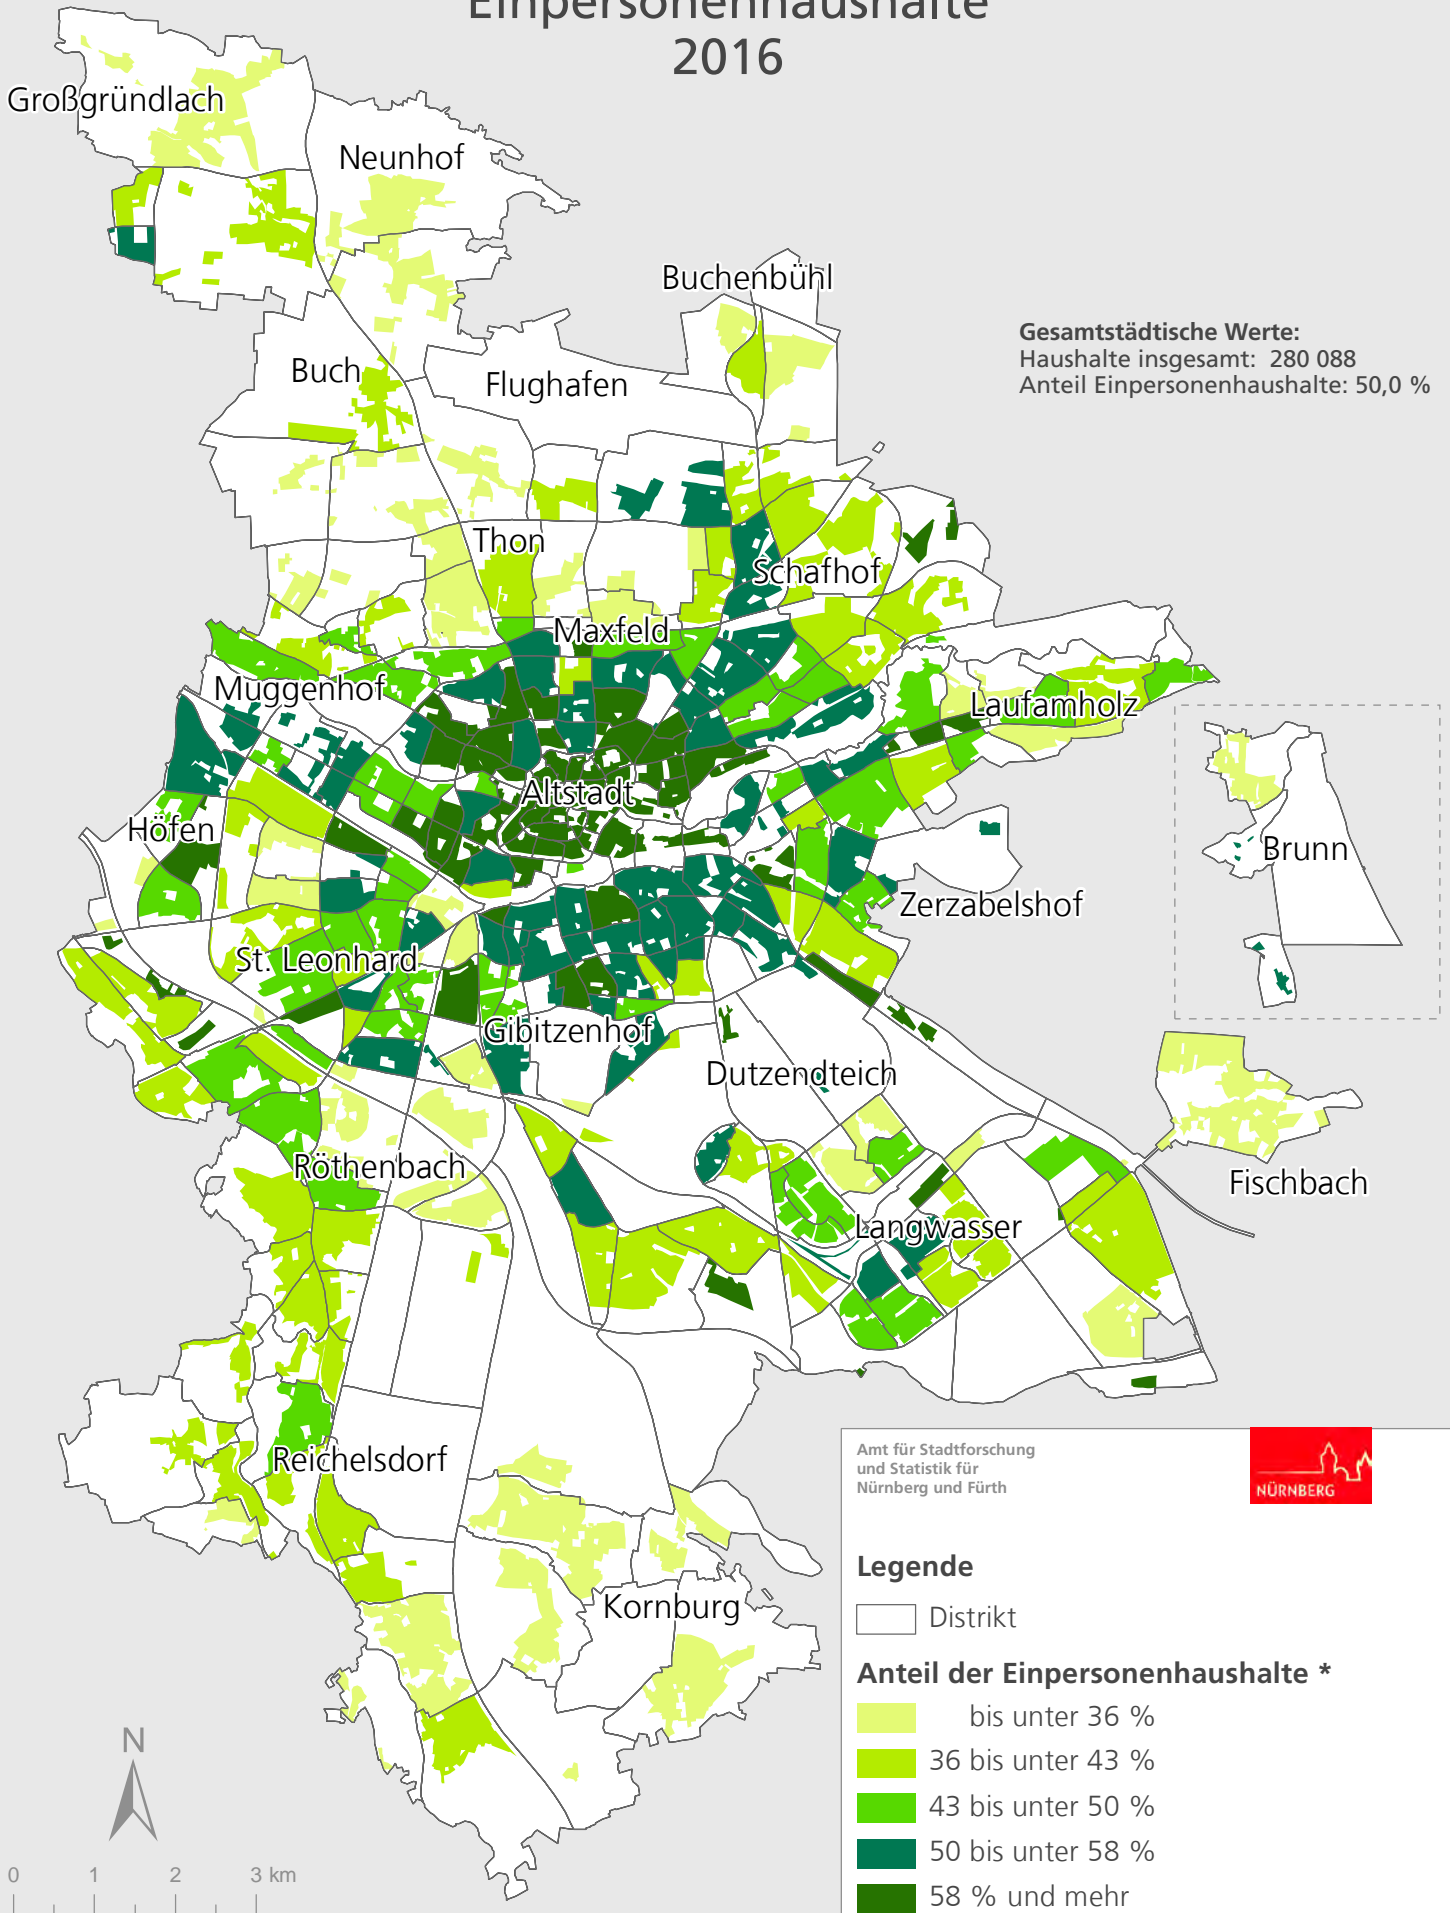 Einpersonenhaushalte
2016
Großgründlach
Neunhof
Buchenbühl
Gesamtstädtische Werte:
Haushalte insgesamt: 280 088
Anteil Einpersonenhaushalte: 50,0 %
Buch
Flughafen
Thon
Schafhof
Maxfeld
Muggenhof
Laufamholz
Altstadt
Höfen
Brunn
Zerzabelshof
St. Leonhard
Gibitzenhof
Dutzendteich
Röthenbach
Fischbach
Langwasser
Reichelsdorf
Kornburg
Amt für Stadtforschung
und Statistik für
Nürnberg und Fürth
NÜRNBERG
Legende
Distrikt
Anteil der Einpersonenhaushalte *
bis unter 36 %
36 bis unter 43 %
43 bis unter 50 %
50 bis unter 58 %
58 % und mehr
N
0 1 2 3 km